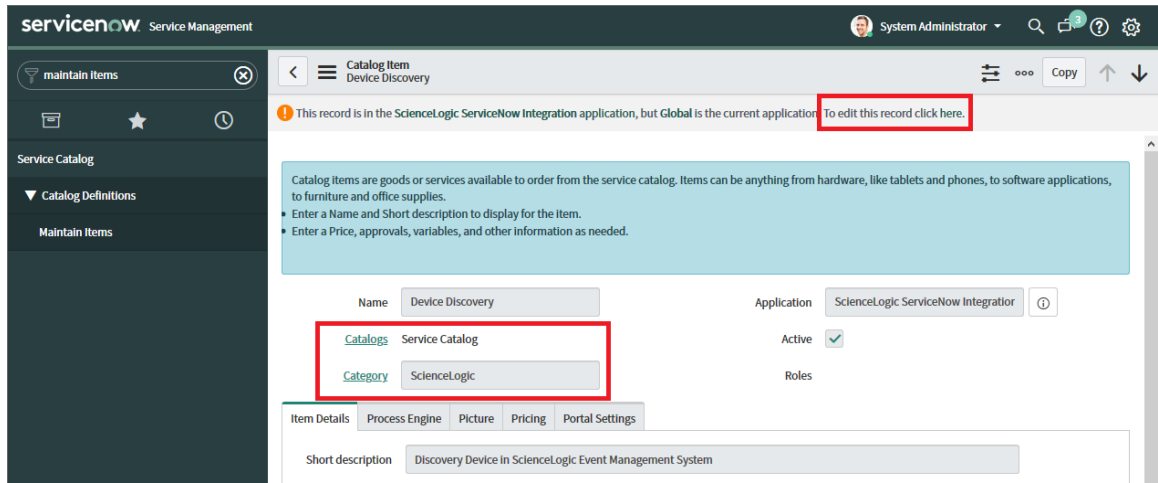 servicenow Service Management
System Administrator
3
maintain items
Catalog Item
Device Discovery
Copy
This record is in the ScienceLogic ServiceNow Integration application, but Global is the current application To edit this record click here.
Service Catalog
Catalog Definitions
Maintain Items
Catalog items are goods or services available to order from the service catalog. Items can be anything from hardware, like tablets and phones, to software applications,
to furniture and office supplies.
• Enter a Name and Short description to display for the item.
• Enter a Price, approvals, variables, and other information as needed.
Name Device Discovery
Application ScienceLogic ServiceNow Integration
Catalogs Service Catalog
Active
Category ScienceLogic
Roles
Item Details Process Engine Picture Pricing Portal Settings
Short description Discovery Device in ScienceLogic Event Management System